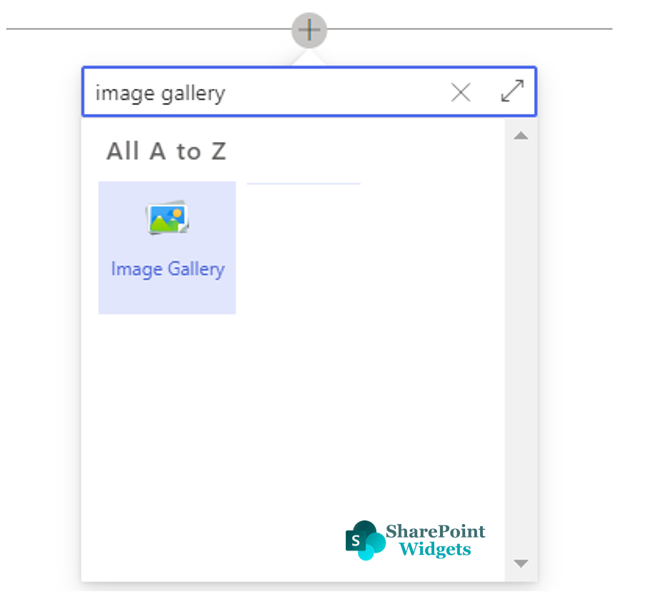 image gallery
All A to Z
Image Gallery
S
SharePoint
Widgets